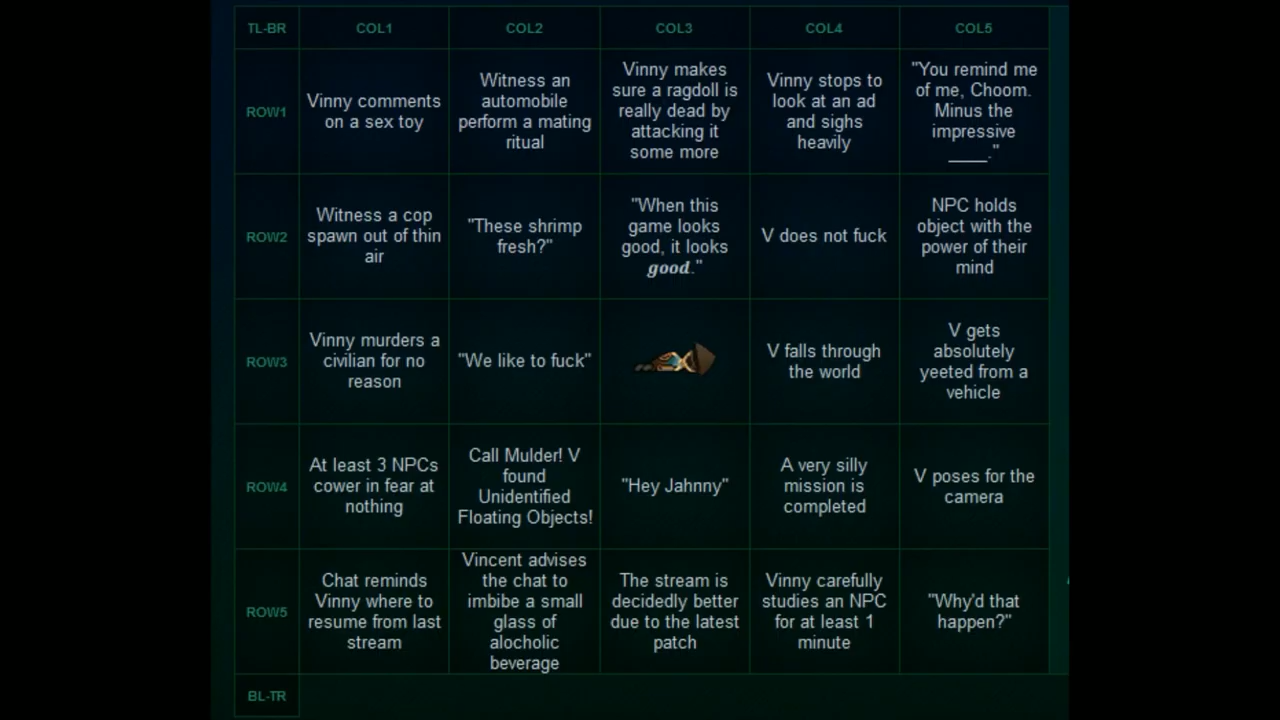 TL-BR COL1 COL2 COL3 COL4 COL5
ROW1
Vinny comments
on a sex toy
Witness an
automobile
perform a mating
ritual
Vinny makes
sure a ragdoll is
really dead by
attacking it
some more
Vinny stops to
look at an ad
and sighs
heavily
"You remind me
of me, Choom.
Minus the
impressive
____."
ROW2
Witness a cop
spawn out of thin
air
"These shrimp
fresh?"
"When this
game looks
good, it looks
good."
V does not fuck
NPC holds
object with the
power of their
mind
ROW3
Vinny murders a
civilian for no
reason
"We like to fuck"
V falls through
the world
V gets
absolutely
yeeted from a
vehicle
ROW4
At least 3 NPCs
cower in fear at
nothing
Call Mulder! V
found
Unidentified
Floating Objects!
"Hey Jahnny"
A very silly
mission is
completed
V poses for the
camera
ROW5
Chat reminds
Vinny where to
resume from last
stream
Vincent advises
the chat to
imbibe a small
glass of
alocholic
beverage
The stream is
decidedly better
due to the latest
patch
Vinny carefully
studies an NPC
for at least 1
minute
"Why'd that
happen?"
BL-TR